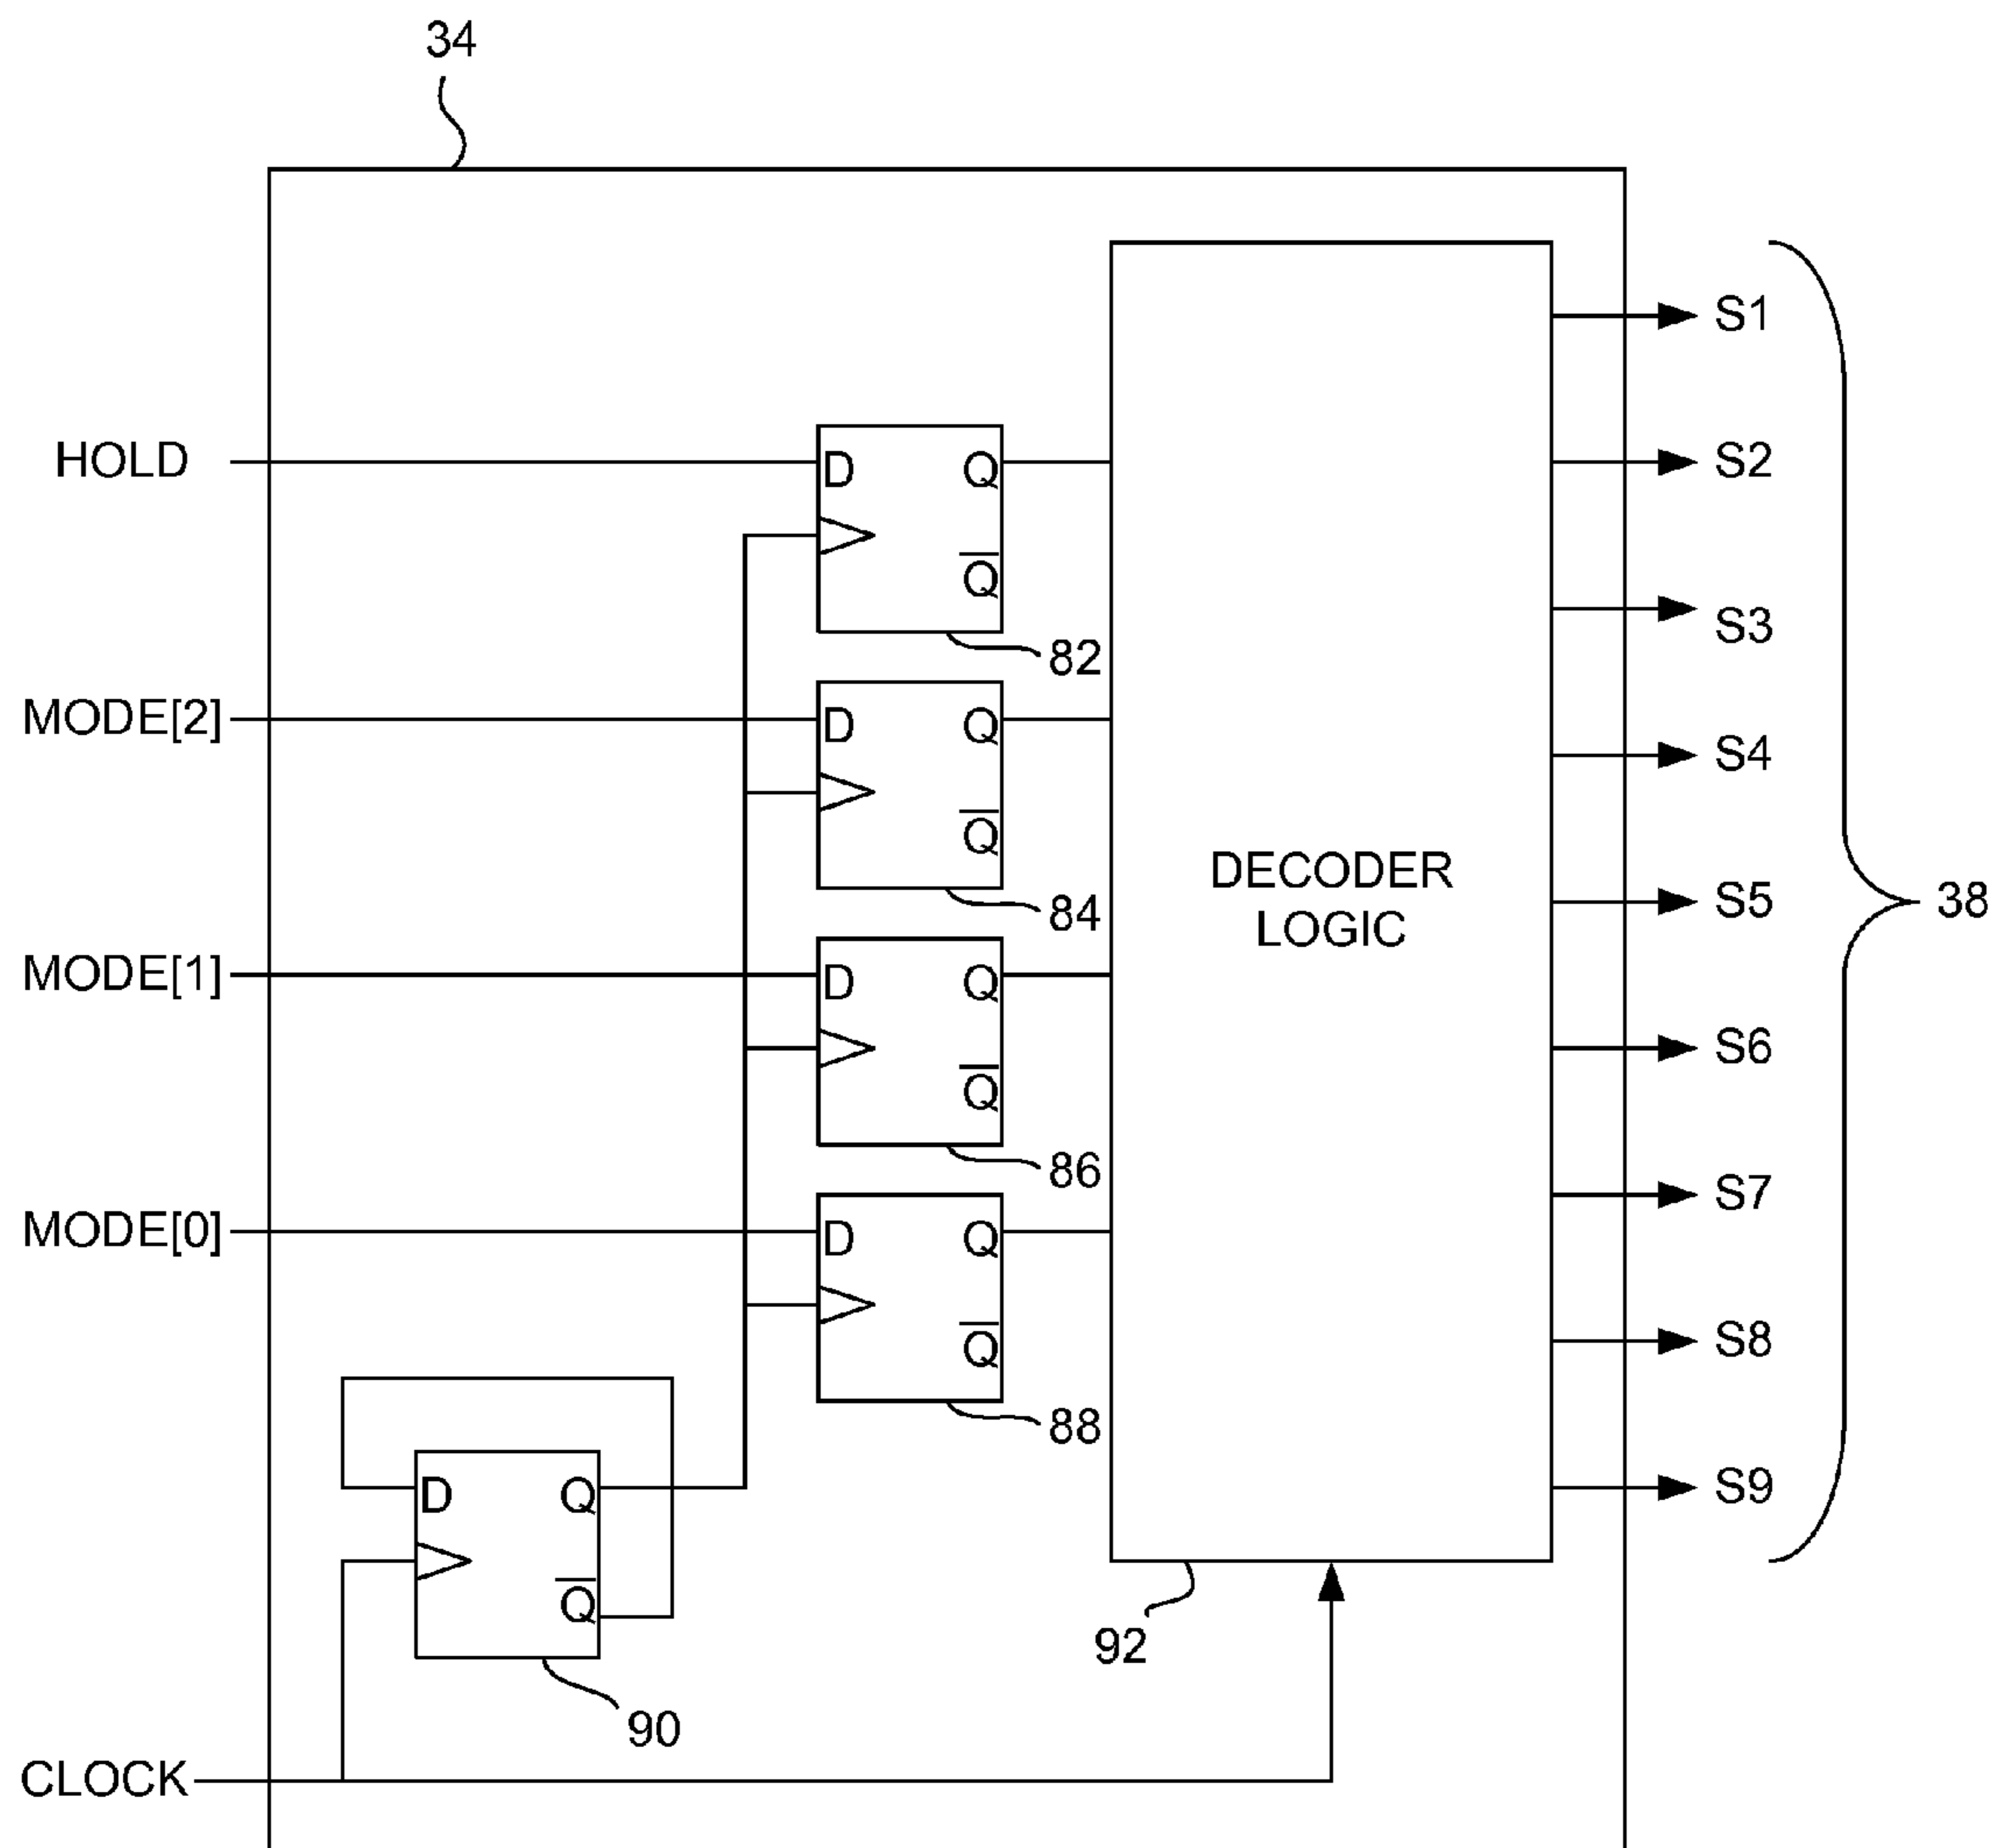 34
S1
HOLD
D
Q
S2
Q̅
S3
82
MODE[2]
D
Q
S4
Q̅
84
DECODER
LOGIC
S5
38
MODE[1]
D
Q
S6
Q̅
86
S7
MODE[0]
D
Q
S8
Q̅
88
D
Q
S9
Q̅
92
90
CLOCK